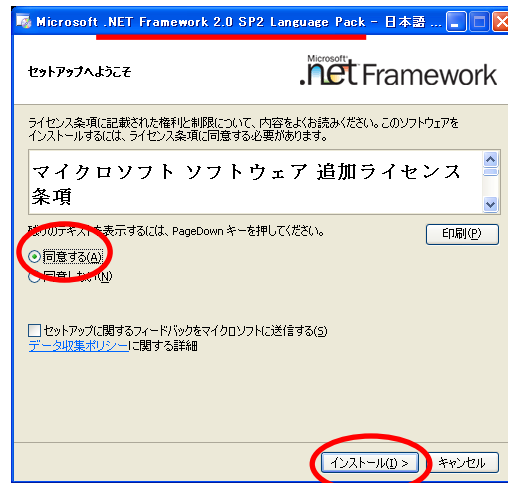 Microsoft .NET Framework 2.0 SP2 Language Pack - 日本語 ...
セットアップへようこそ
Microsoft
.net Framework
ライセンス条項に記載された権利と制限について、内容をよくお読みください。このソフトウェアを
インストールするには、ライセンス条項に同意する必要があります。
マイクロソフト ソフトウェア 追加ライセンス
条項
残りのテキストを表示するには、PageDown キーを押してください。
印刷(P)
同意する(A)
同意しない(N)
セットアップに関するフィードバックをマイクロソフトに送信する(S)
データ収集ポリシーに関する詳細
インストール(I) >
キャンセル